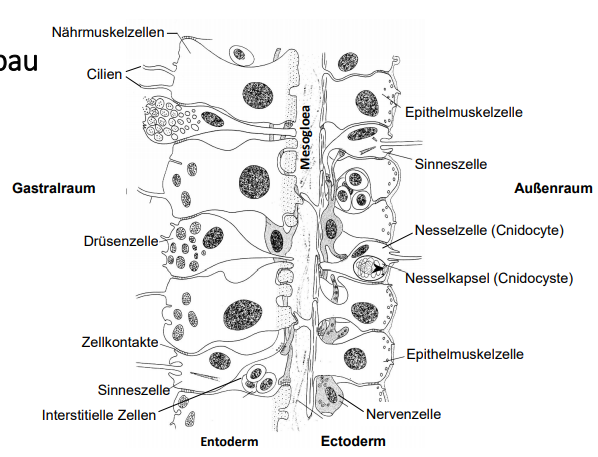 Nährmuskelzellen
bau
Cilien
Epithelmuskelzelle
Mesogloea
Sinneszelle
Gastralraum
Außenraum
Nesselzelle (Cnidocyte)
Drüsenzelle
Nesselkapsel (Cnidocyste)
Zellkontakte
Epithelmuskelzelle
Sinneszelle
Interstitielle Zellen
Nervenzelle
Entoderm
Ectoderm